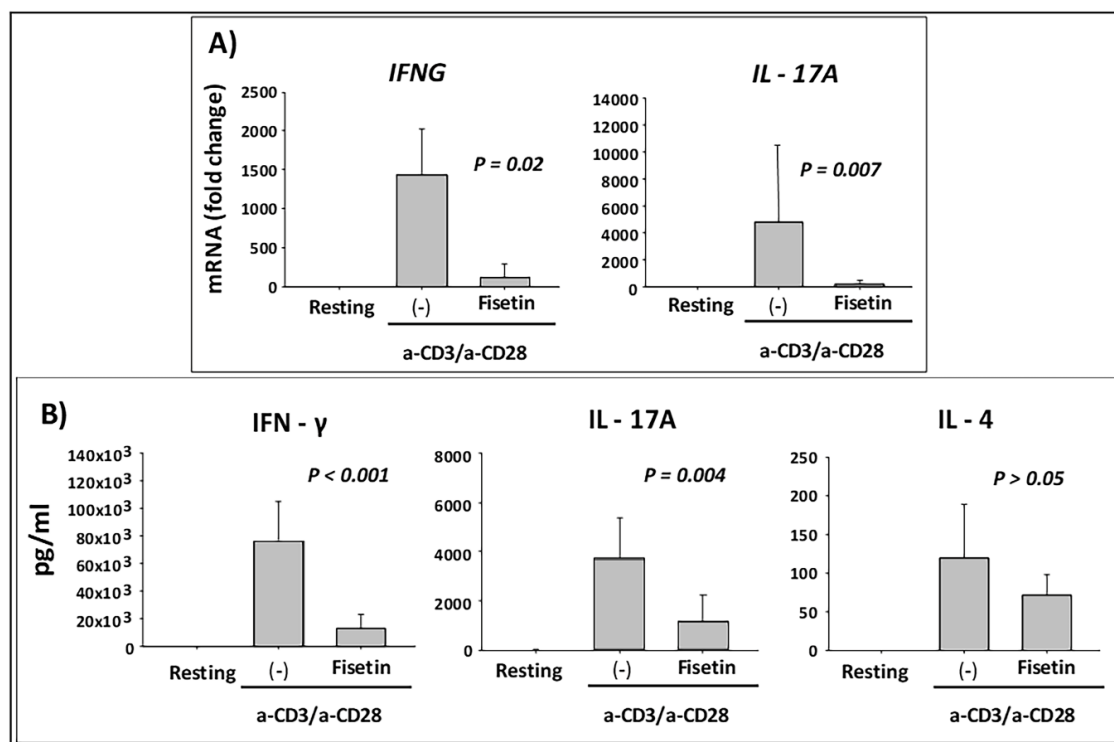 A)
IFNG
mRNA (fold change)
2500
2000
1500
1000
500
0
P = 0.02
Resting
(-)
Fisetin
a-CD3/a-CD28
IL - 17A
14000
12000
10000
8000
6000
4000
2000
0
P = 0.007
Resting
(-)
Fisetin
a-CD3/a-CD28
B)
IFN - γ
pg/ml
140x10³
120x10³
100x10³
80x10³
60x10³
40x10³
20x10³
0
P < 0.001
Resting
(-)
Fisetin
a-CD3/a-CD28
IL - 17A
8000
6000
4000
2000
0
P = 0.004
Resting
(-)
Fisetin
a-CD3/a-CD28
IL - 4
250
200
150
100
50
0
P > 0.05
Resting
(-)
Fisetin
a-CD3/a-CD28